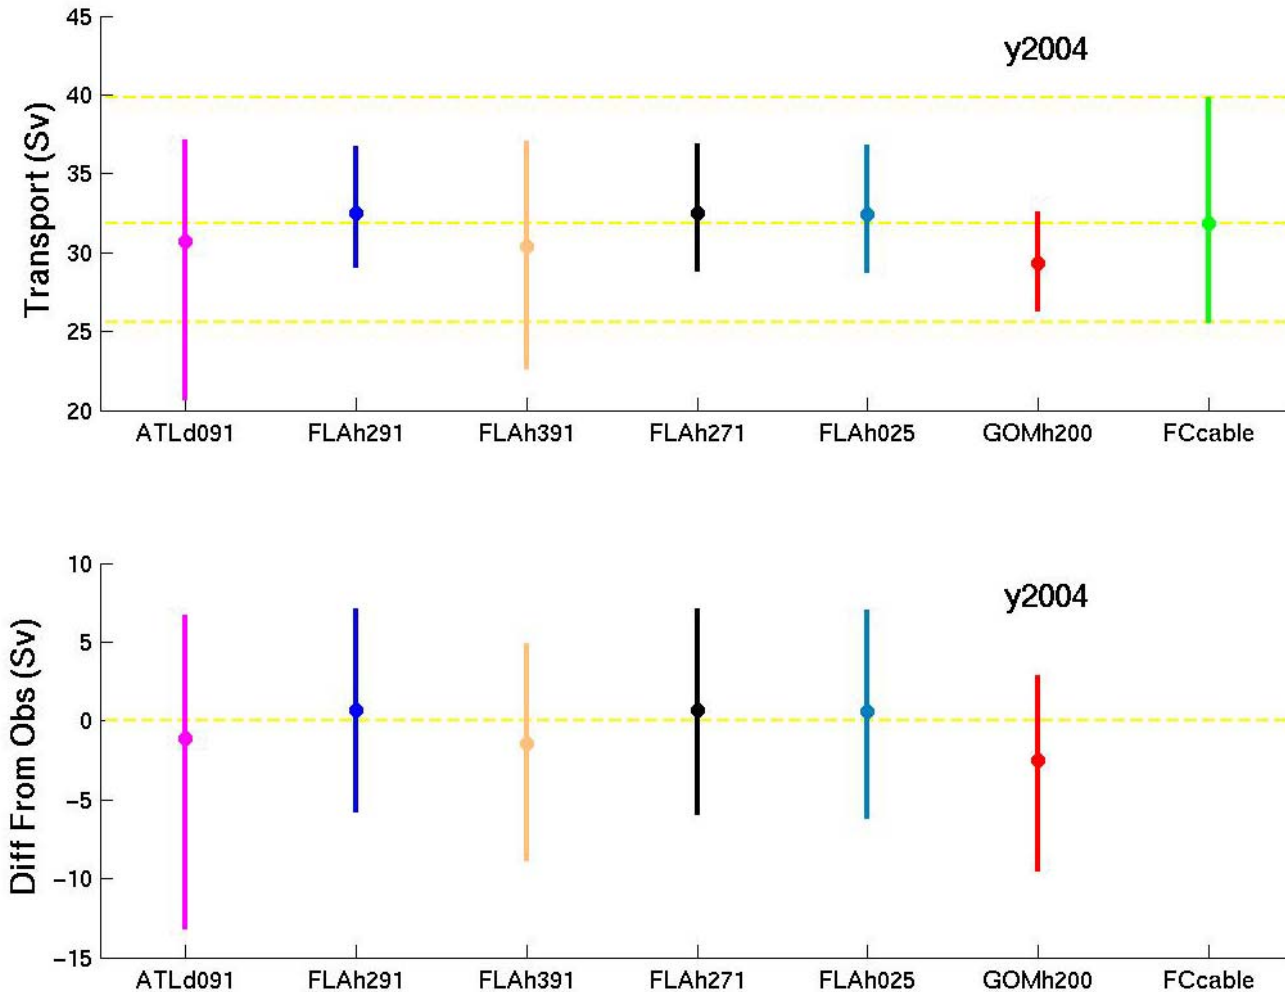 45
y2004
40
35
30
25
20
Transport (Sv)
ATLd091 FLAh291 FLAh391 FLAh271 FLAh025 GOMh200 FCcable
10
y2004
5
0
−5
−10
−15
Diff From Obs (Sv)
ATLd091 FLAh291 FLAh391 FLAh271 FLAh025 GOMh200 FCcable